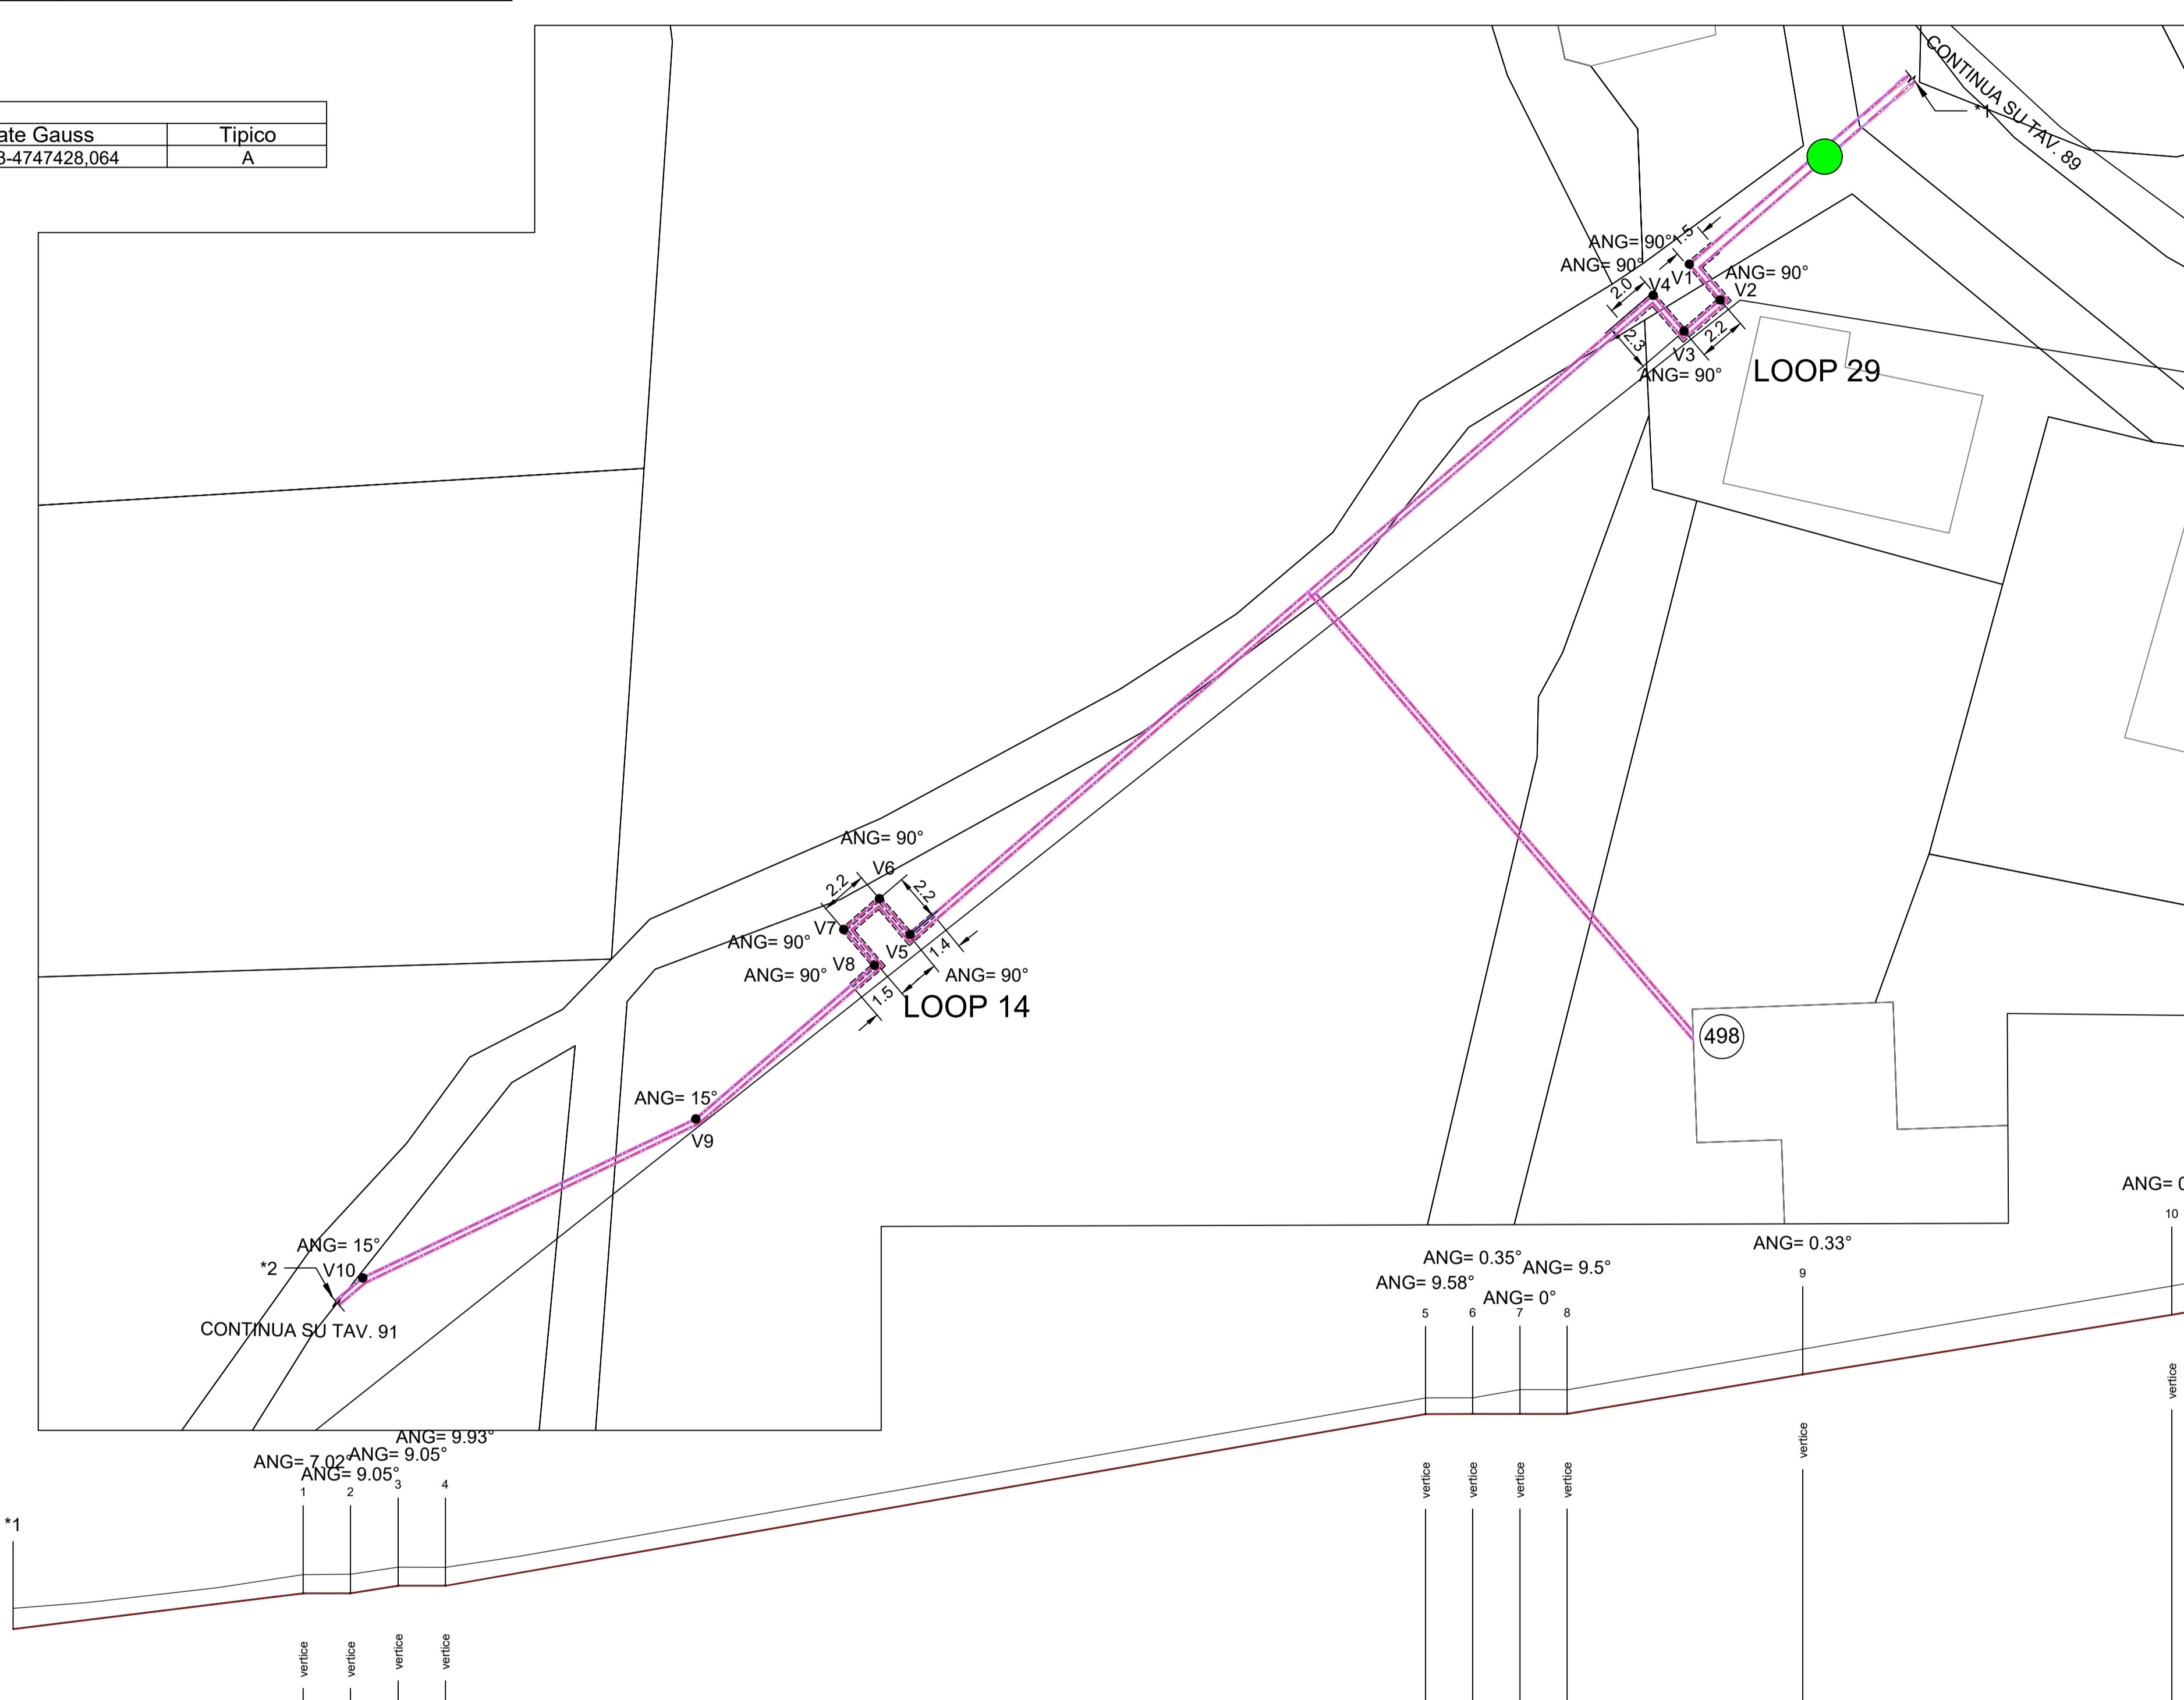 ate Gauss Tipico
3-4747428,064 A
CONTINUA SU TAV. 89
*1
1.5
ANG= 90°
ANG= 90°
V1
ANG= 90°
V4
V2
2.0
2.3
2.2
V3
ANG= 90°
LOOP 29
ANG= 90°
V6
2.2
2.2
V7
ANG= 90°
V5
1.4
V8
ANG= 90°
ANG= 90°
1.5
LOOP 14
498
ANG= 15°
V9
ANG= 15°
*2
V10
CONTINUA SU TAV. 91
ANG= 0
10
ANG= 0.33°
ANG= 0.35°
ANG= 9.5°
ANG= 9.58°
9
ANG= 0°
5 6 7 8
vertice
vertice
ANG= 9.93°
ANG= 9.05°
ANG= 7.02°
ANG= 9.05°
1 2 3 4
vertice vertice vertice vertice
*1
vertice vertice vertice vertice